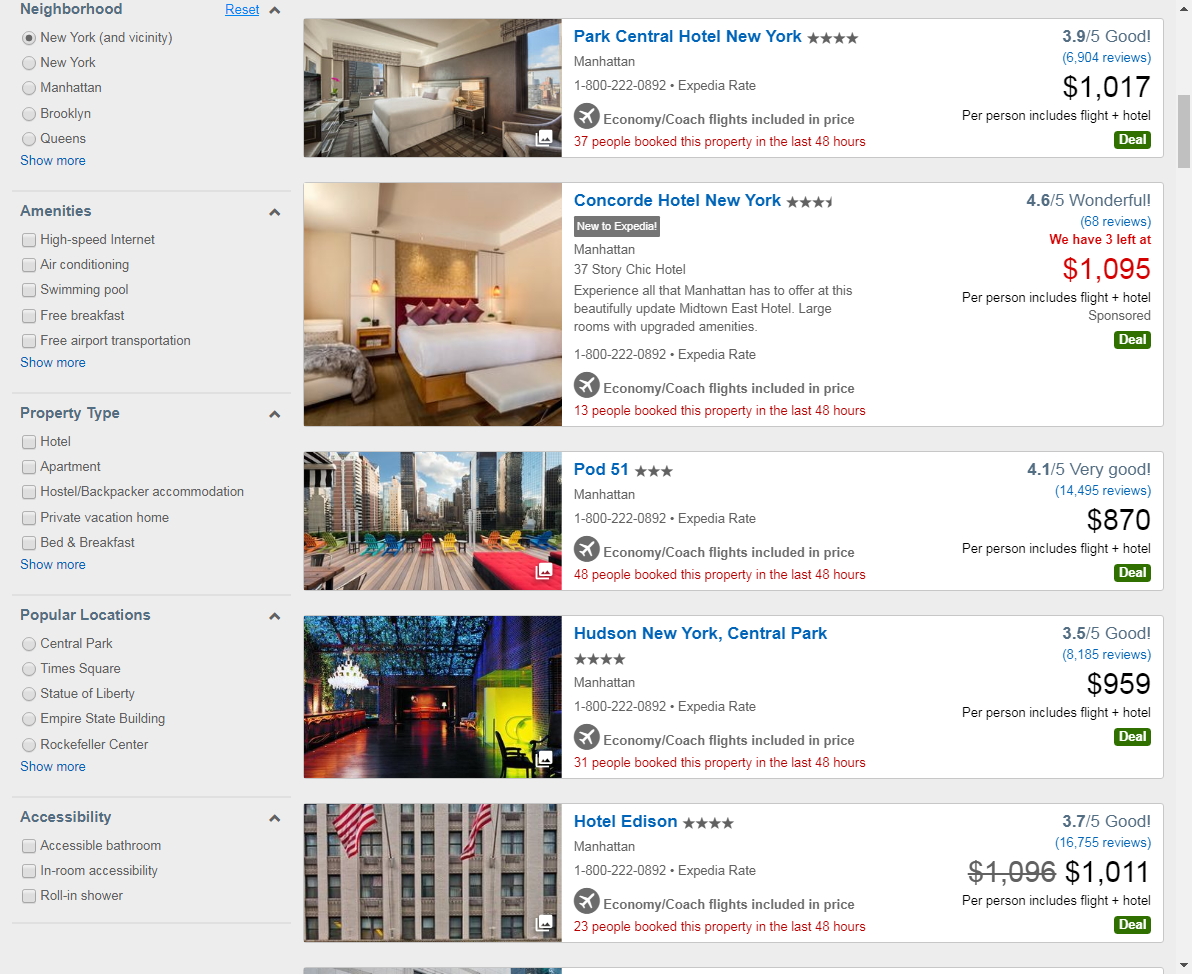 Neighborhood Reset
New York (and vicinity)
New York
Manhattan
Brooklyn
Queens
Show more
Amenities
High-speed Internet
Air conditioning
Swimming pool
Free breakfast
Free airport transportation
Show more
Property Type
Hotel
Apartment
Hostel/Backpacker accommodation
Private vacation home
Bed & Breakfast
Show more
Popular Locations
Central Park
Times Square
Statue of Liberty
Empire State Building
Rockefeller Center
Show more
Accessibility
Accessible bathroom
In-room accessibility
Roll-in shower
Park Central Hotel New York
Manhattan
1-800-222-0892 • Expedia Rate
Economy/Coach flights included in price
37 people booked this property in the last 48 hours
3.9/5 Good!
(6,904 reviews)
$1,017
Per person includes flight + hotel
Deal
Concorde Hotel New York
New to Expedia!
Manhattan
37 Story Chic Hotel
Experience all that Manhattan has to offer at this
beautifully update Midtown East Hotel. Large
rooms with upgraded amenities.
1-800-222-0892 • Expedia Rate
Economy/Coach flights included in price
13 people booked this property in the last 48 hours
4.6/5 Wonderful!
(68 reviews)
We have 3 left at
$1,095
Per person includes flight + hotel
Sponsored
Deal
Pod 51
Manhattan
1-800-222-0892 • Expedia Rate
Economy/Coach flights included in price
48 people booked this property in the last 48 hours
4.1/5 Very good!
(14,495 reviews)
$870
Per person includes flight + hotel
Deal
Hudson New York, Central Park
Manhattan
1-800-222-0892 • Expedia Rate
Economy/Coach flights included in price
31 people booked this property in the last 48 hours
3.5/5 Good!
(8,185 reviews)
$959
Per person includes flight + hotel
Deal
Hotel Edison
Manhattan
1-800-222-0892 • Expedia Rate
Economy/Coach flights included in price
23 people booked this property in the last 48 hours
3.7/5 Good!
(16,755 reviews)
$1,096 $1,011
Per person includes flight + hotel
Deal